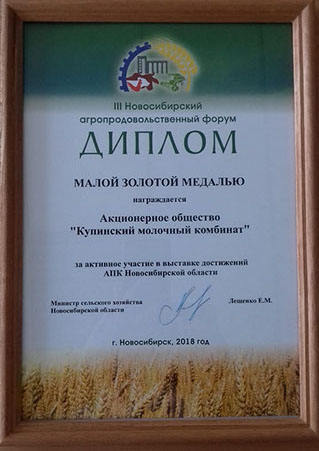 III Новосибирский
агропродовольственный форум
ДИПЛОМ
МАЛОЙ ЗОЛОТОЙ МЕДАЛЬЮ
награждается
Акционерное общество
"Купинский молочный комбинат"
за активное участие в выставке достижений
АПК Новосибирской области
Министр сельского хозяйства
Новосибирской области
Лещенко Е.М.
г. Новосибирск, 2018 год